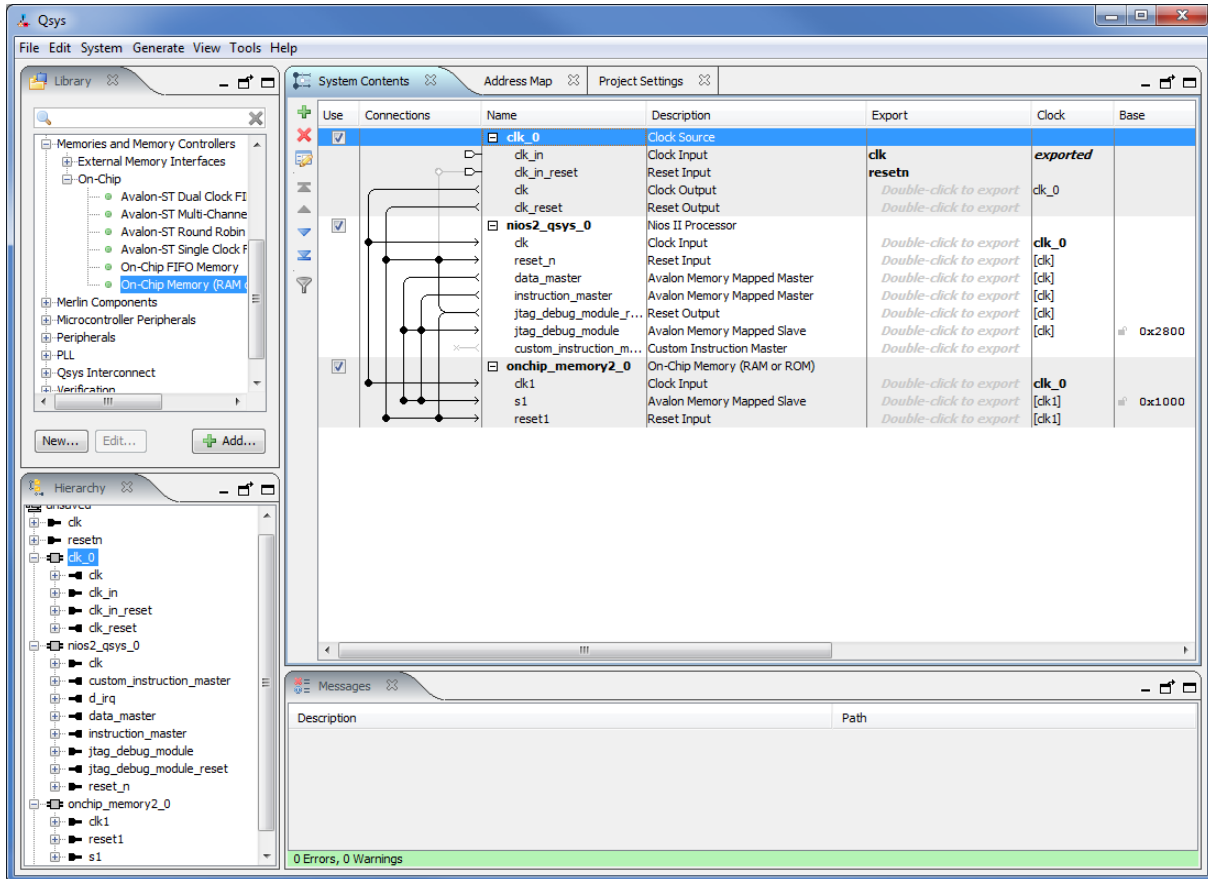 Qsys
File Edit System Generate View Tools Help
Library
Memories and Memory Controllers
External Memory Interfaces
On-Chip
Avalon-ST Dual Clock FI
Avalon-ST Multi-Channe
Avalon-ST Round Robin
Avalon-ST Single Clock F
On-Chip FIFO Memory
On-Chip Memory (RAM o
Merlin Components
Microcontroller Peripherals
Peripherals
PLL
Qsys Interconnect
Verification
New... Edit... Add...
Hierarchy
unsaved
clk
resetn
clk_0
clk
clk_in
clk_in_reset
clk_reset
nios2_qsys_0
clk
custom_instruction_master
d_irq
data_master
instruction_master
jtag_debug_module
jtag_debug_module_reset
reset_n
onchip_memory2_0
clk1
reset1
s1
System Contents Address Map Project Settings
Use Connections Name Description Export Clock Base
clk_0 Clock Source
clk_in Clock Input clk exported
clk_in_reset Reset Input resetn
clk Clock Output Double-click to export clk_0
clk_reset Reset Output Double-click to export
nios2_qsys_0 Nios II Processor
clk Clock Input Double-click to export clk_0
reset_n Reset Input Double-click to export [clk]
data_master Avalon Memory Mapped Master Double-click to export [clk]
instruction_master Avalon Memory Mapped Master Double-click to export [clk]
jtag_debug_module_r... Reset Output Double-click to export [clk]
jtag_debug_module Avalon Memory Mapped Slave Double-click to export [clk] 0x2800
custom_instruction_m... Custom Instruction Master Double-click to export
onchip_memory2_0 On-Chip Memory (RAM or ROM)
clk1 Clock Input Double-click to export clk_0
s1 Avalon Memory Mapped Slave Double-click to export [clk1] 0x1000
reset1 Reset Input Double-click to export [clk1]
Messages
Description Path
0 Errors, 0 Warnings